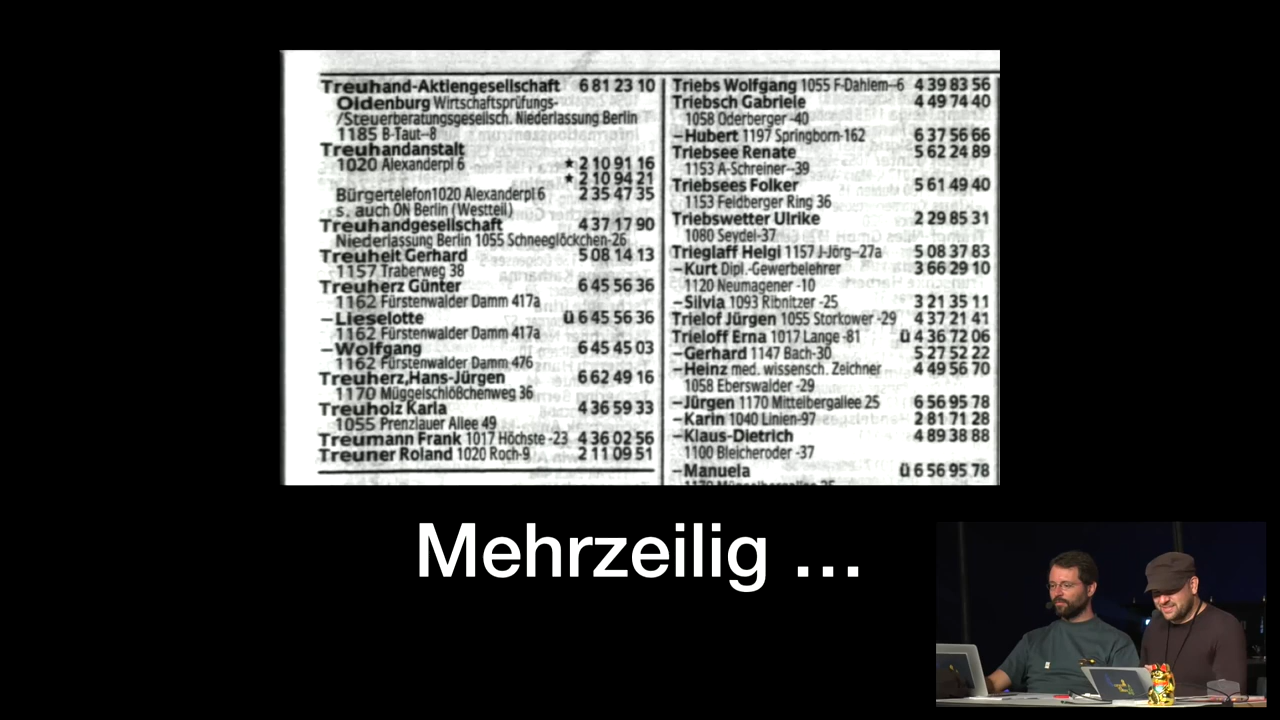 Treuhand-Aktiengesellschaft 6 81 23 10
Oldenburg Wirtschaftsprüfungs-
/Steuerberatungsgesellsch. Niederlassung Berlin
1185 B-Taut--8
Treuhandanstalt
1020 Alexanderpl 6 ★ 2 10 91 16
★ 2 10 94 21
Bürgertelefon1020 Alexanderpl 6 2 35 47 35
s. auch ON Berlin (Westteil)
Treuhandgesellschaft 4 37 17 90
Niederlassung Berlin 1055 Schneeglöckchen-26
Treuheit Gerhard 5 08 14 13
1157 Traberweg 38
Treuherz Günter 6 45 56 36
1162 Fürstenwalder Damm 417a
–Lieselotte ü 6 45 56 36
1162 Fürstenwalder Damm 417a
–Wolfgang 6 45 45 03
1162 Fürstenwalder Damm 476
Treuherz,Hans-Jürgen 6 62 49 16
1170 Müggelschlößchenweg 36
Treuholz Karla 4 36 59 33
1055 Prenzlauer Allee 49
Treumann Frank 1017 Höchste -23 4 36 02 56
Treuner Roland 1020 Roch-9 2 11 09 51
Triebs Wolfgang 1055 F-Dahlem--6 4 39 83 56
Triebsch Gabriele 4 49 74 40
1058 Oderberger -40
–Hubert 1197 Springborn-162 6 37 56 66
Triebsee Renate 5 62 24 89
1153 A-Schreiner--39
Triebsees Folker 5 61 49 40
1153 Feldberger Ring 36
Triebswetter Ulrike 2 29 85 31
1080 Seydel-37
Trieglaff Helgi 1157 J-Jörg--27a 5 08 37 83
–Kurt Dipl.-Gewerbelehrer 3 66 29 10
1120 Neumagener -10
–Silvia 1093 Ribnitzer -25 3 21 35 11
Trielof Jürgen 1055 Storkower -29 4 37 21 41
Trieloff Erna 1017 Lange -81 ü 4 36 72 06
–Gerhard 1147 Bach-30 5 27 52 22
–Heinz med. wissensch. Zeichner 4 49 56 70
1058 Eberswalder -29
–Jürgen 1170 Mittelbergallee 25 6 56 95 78
–Karin 1040 Linien-97 2 81 71 28
–Klaus-Dietrich 4 89 38 88
1100 Bleicheroder -37
–Manuela ü 6 56 95 78
Mehrzeilig ...